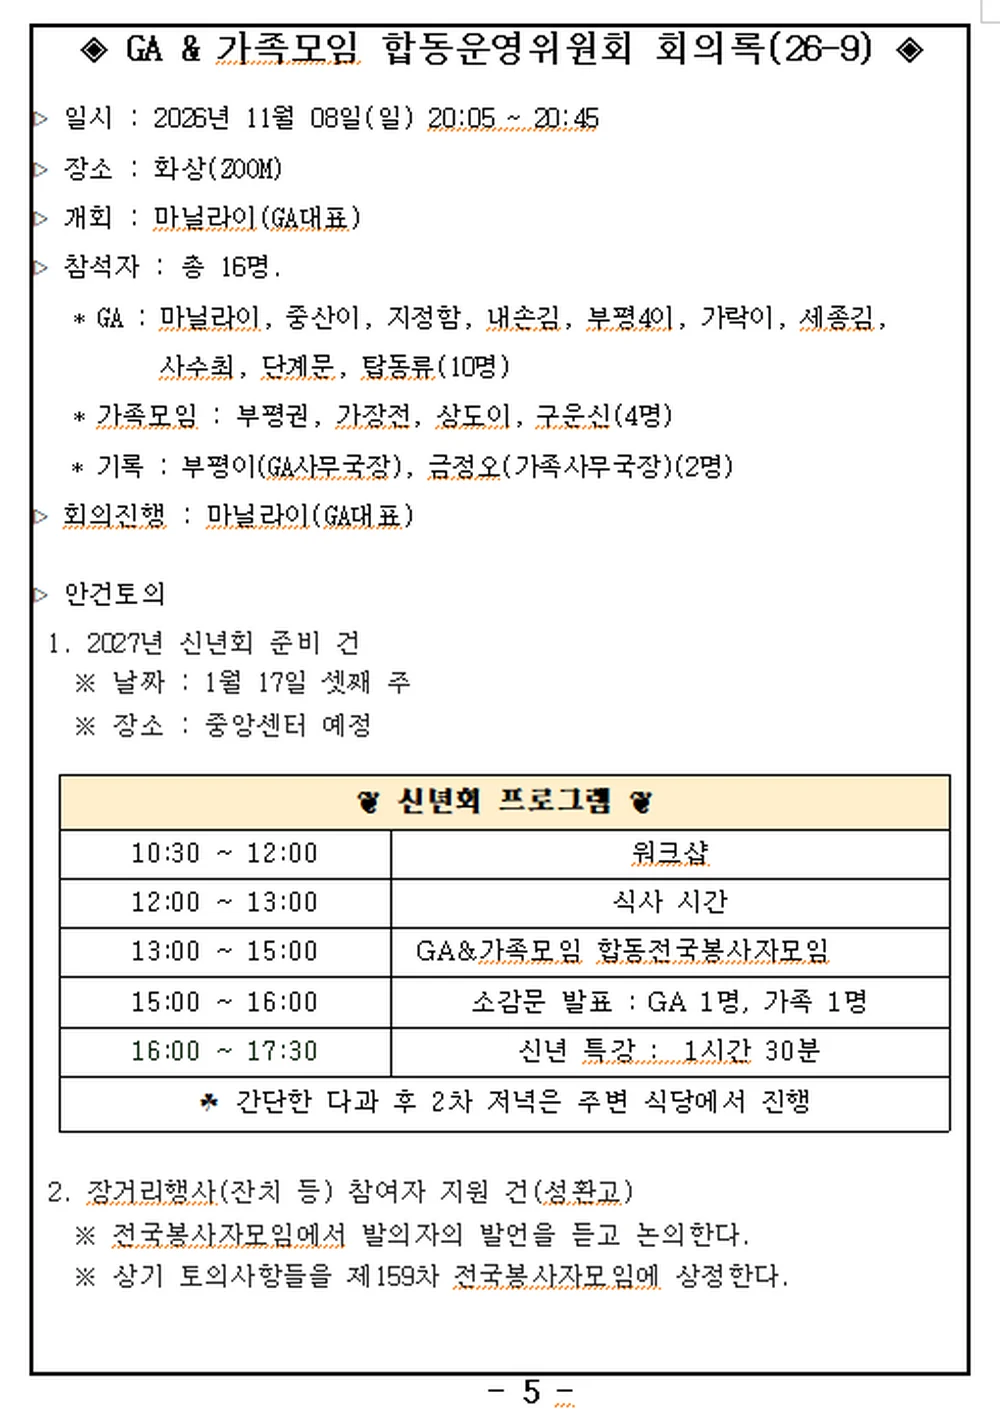 ◈ GA & 가족모임 합동운영위원회 회의록(26-9) ◈
▷ 일시 : 2026년 11월 08일(일) 20:05 ~ 20:45
▷ 장소 : 화상(ZOOM)
▷ 개회 : 마닐라이(GA대표)
▷ 참석자 : 총 16명.
* GA : 마닐라이, 중산이, 지정함, 내손김, 부평4이, 가락이, 세종김,
사수최, 단계문, 탑동류(10명)
* 가족모임 : 부평권, 가장전, 상도이, 구운신(4명)
* 기록 : 부평이(GA사무국장), 금정오(가족사무국장)(2명)
▷ 회의진행 : 마닐라이(GA대표)
▷ 안건토의
1. 2027년 신년회 준비 건
※ 날짜 : 1월 17일 셋째 주
※ 장소 : 중앙센터 예정
❦ 신년회 프로그램 ❦
10:30 ~ 12:00 워크샵
12:00 ~ 13:00 식사 시간
13:00 ~ 15:00 GA&가족모임 합동전국봉사자모임
15:00 ~ 16:00 소감문 발표 : GA 1명, 가족 1명
16:00 ~ 17:30 신년 특강 : 1시간 30분
☘ 간단한 다과 후 2차 저녁은 주변 식당에서 진행
2. 장거리행사(잔치 등) 참여자 지원 건(성환고)
※ 전국봉사자모임에서 발의자의 발언을 듣고 논의한다.
※ 상기 토의사항들을 제159차 전국봉사자모임에 상정한다.
- 5 -